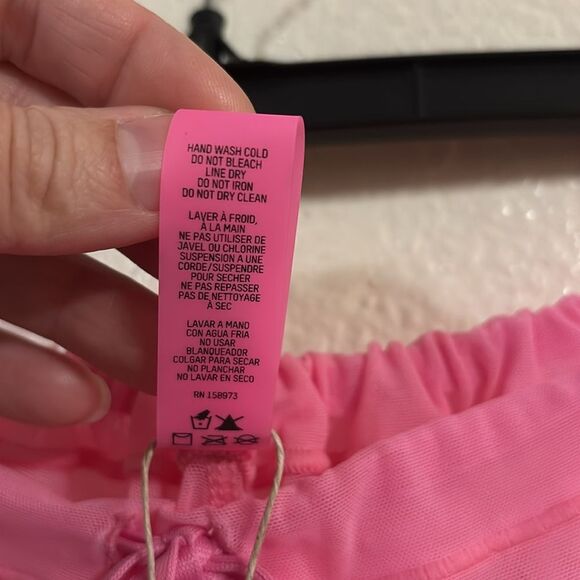 HAND WASH COLD
DO NOT BLEACH
LINE DRY
DO NOT IRON
DO NOT DRY CLEAN
LAVER À FROID,
À LA MAIN
NE PAS UTILISER DE
JAVEL OU CHLORINE
SUSPENSION A UNE
CORDE/SUSPENDRE
POUR SECHER
NE PAS REPASSER
PAS DE NETTOYAGE
À SEC
LAVAR A MANO
CON AGUA FRIA
NO USAR
BLANQUEADOR
COLGAR PARA SECAR
NO PLANCHAR
NO LAVAR EN SECO
RN 158973